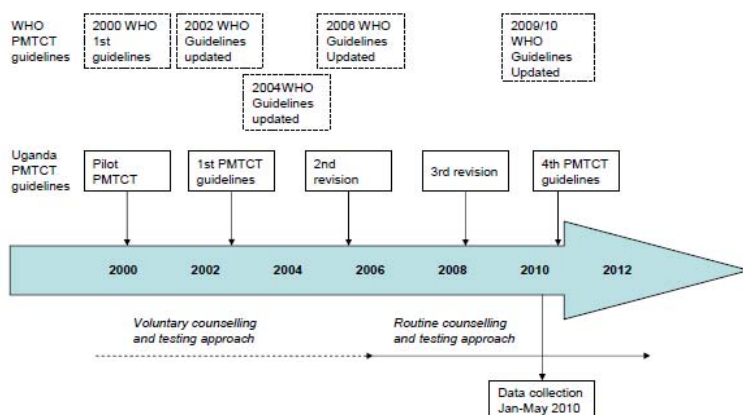 WHO
PMTCT
guidelines
2000 WHO
1st
guidelines
2002 WHO
Guidelines
updated
2004WHO
Guidelines
updated
2006 WHO
Guidelines
Updated
2009/10
WHO
Guidelines
Updated
Uganda
PMTCT
guidelines
Pilot
PMTCT
1st PMTCT
guidelines
2nd
revision
3rd revision
4th PMTCT
guidelines
2000 2002 2004 2006 2008 2010 2012
Voluntary counselling
and testing approach
Routine counselling
and testing approach
Data collection
Jan-May 2010